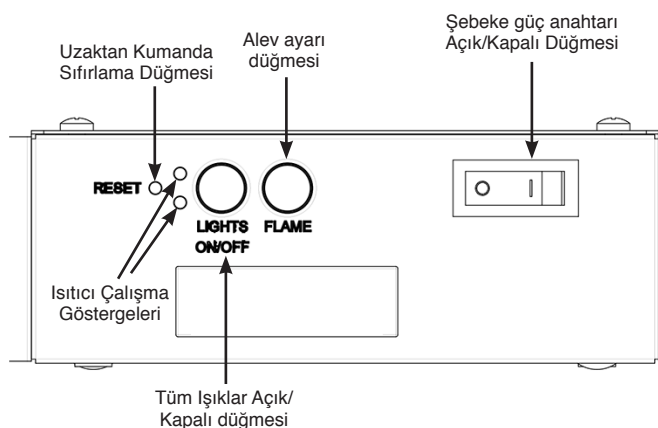 Uzaktan Kumanda
Sıfırlama Düğmesi
Alev ayarı
düğmesi
Şebeke güç anahtarı
Açık/Kapalı Düğmesi
RESET
LIGHTS
ON/OFF
FLAME
Isıtıcı Çalışma
Göstergeleri
Tüm Işıklar Açık/
Kapalı düğmesi